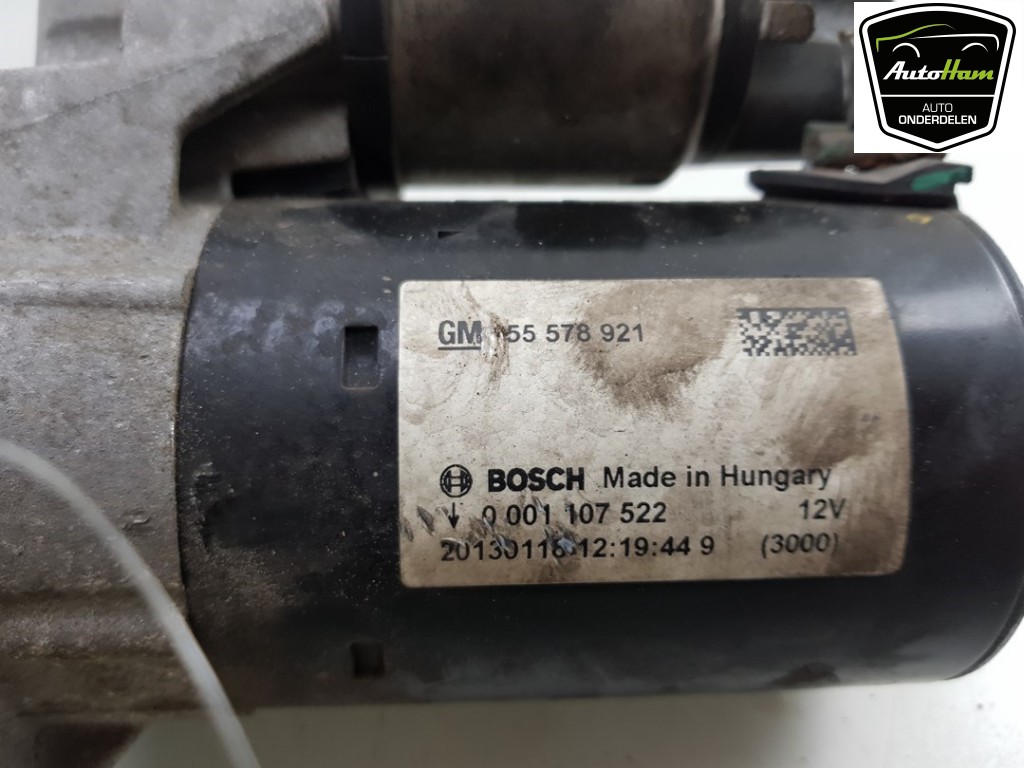 AutoHam
AUTO
ONDERDELEN
GM 55 578 921
BOSCH Made in Hungary
0 001 107 522 12V
20130116 12:19:44 9 (3000)